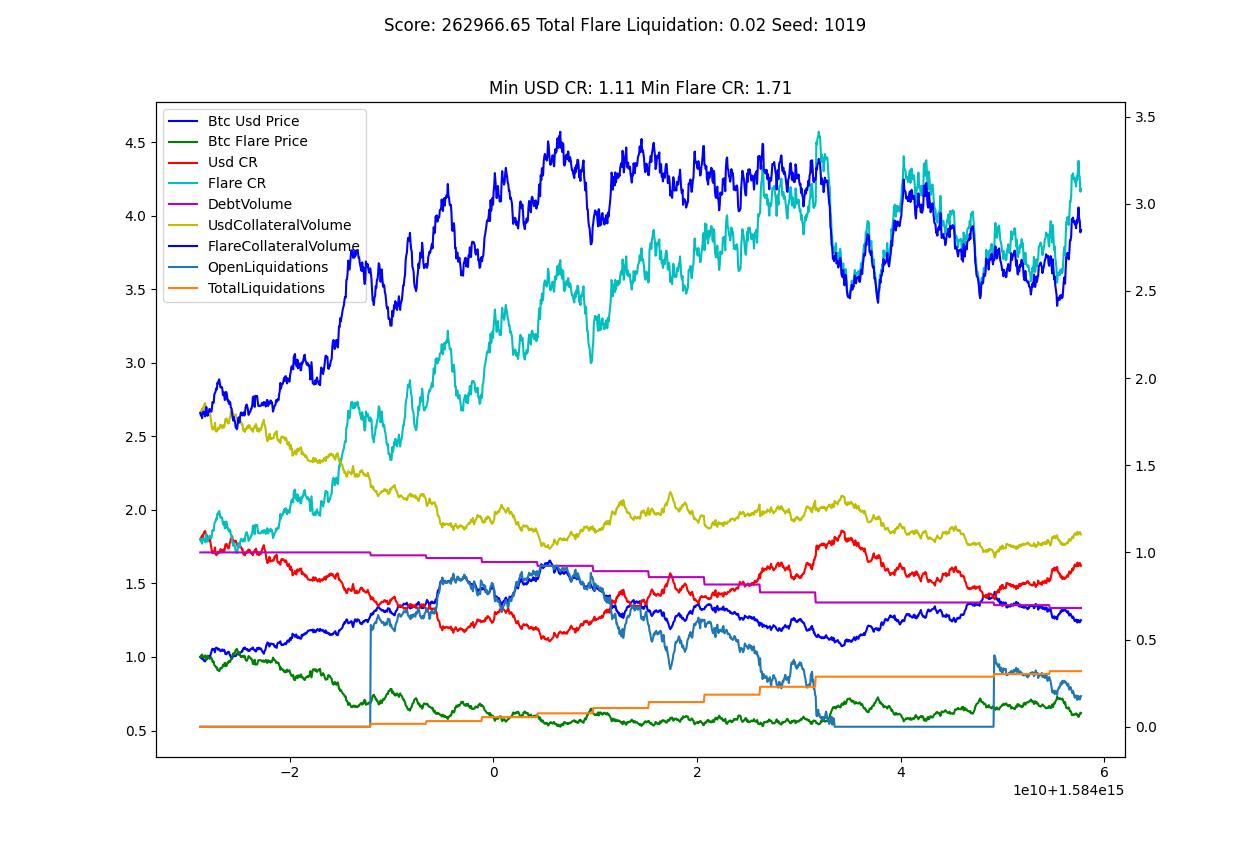 Score: 262966.65 Total Flare Liquidation: 0.02 Seed: 1019
Min USD CR: 1.11 Min Flare CR: 1.71
Btc Usd Price
Btc Flare Price
Usd CR
Flare CR
DebtVolume
UsdCollateralVolume
FlareCollateralVolume
OpenLiquidations
TotalLiquidations
4.5
4.0
3.5
3.0
2.5
2.0
1.5
1.0
0.5
3.5
3.0
2.5
2.0
1.5
1.0
0.5
0.0
−2
0
2
4
6
1e10+1.584e15